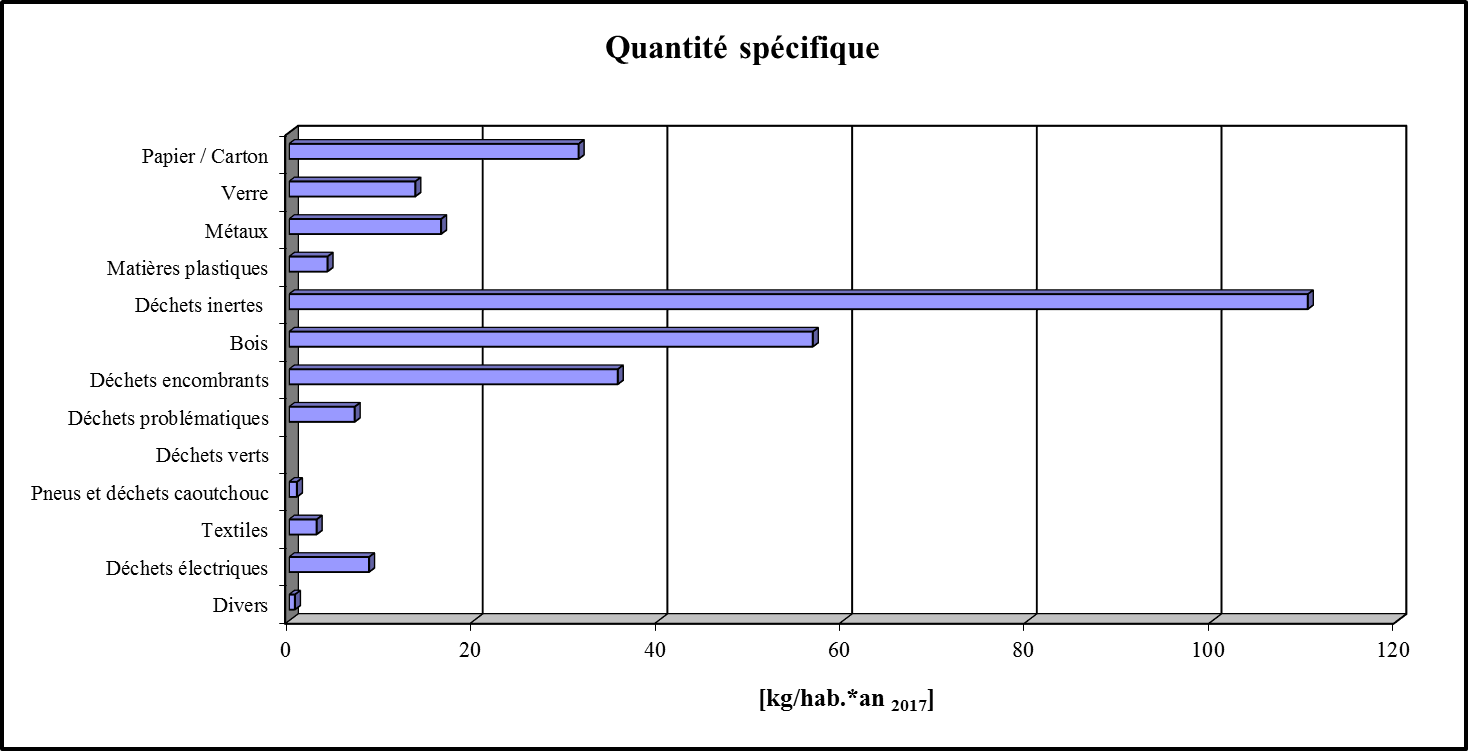 Quantité spécifique
Papier / Carton
Verre
Métaux
Matières plastiques
Déchets inertes
Bois
Déchets encombrants
Déchets problématiques
Déchets verts
Pneus et déchets caoutchouc
Textiles
Déchets électriques
Divers
0 20 40 60 80 100 120
[kg/hab.*an 2017]